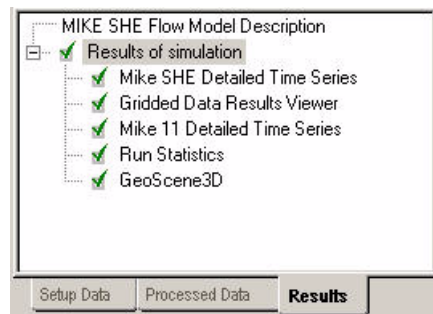 MIKE SHE Flow Model Description
Results of simulation
Mike SHE Detailed Time Series
Gridded Data Results Viewer
Mike 11 Detailed Time Series
Run Statistics
GeoScene3D
Setup Data Processed Data Results